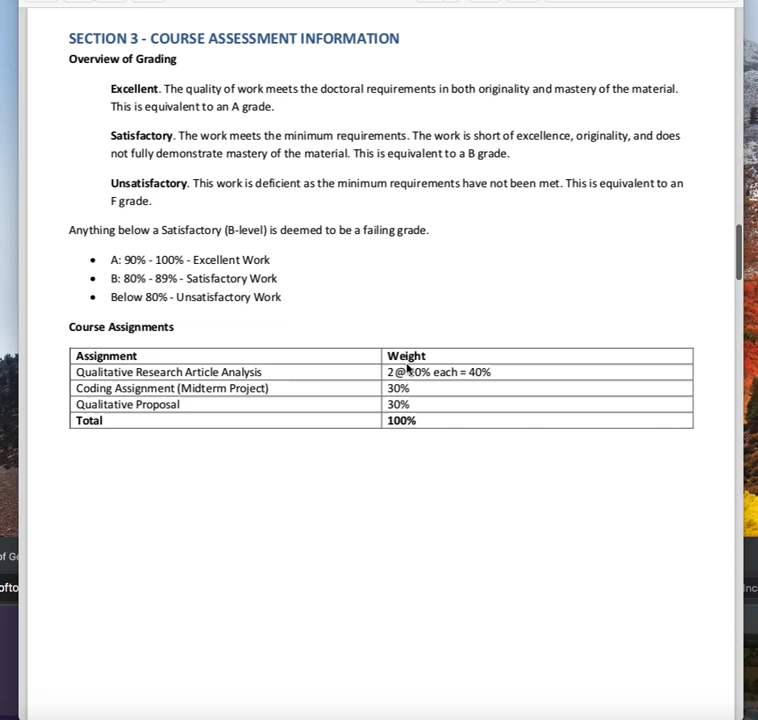 SECTION 3 - COURSE ASSESSMENT INFORMATION
Overview of Grading
Excellent. The quality of work meets the doctoral requirements in both originality and mastery of the material.
This is equivalent to an A grade.
Satisfactory. The work meets the minimum requirements. The work is short of excellence, originality, and does
not fully demonstrate mastery of the material. This is equivalent to a B grade.
Unsatisfactory. This work is deficient as the minimum requirements have not been met. This is equivalent to an
F grade.
Anything below a Satisfactory (B-level) is deemed to be a failing grade.
• A: 90% - 100% - Excellent Work
• B: 80% - 89% - Satisfactory Work
• Below 80% - Unsatisfactory Work
Course Assignments
Assignment Weight
Qualitative Research Article Analysis 2@ each = 40%
Coding Assignment (Midterm Project) 30%
Qualitative Proposal 30%
Total 100%